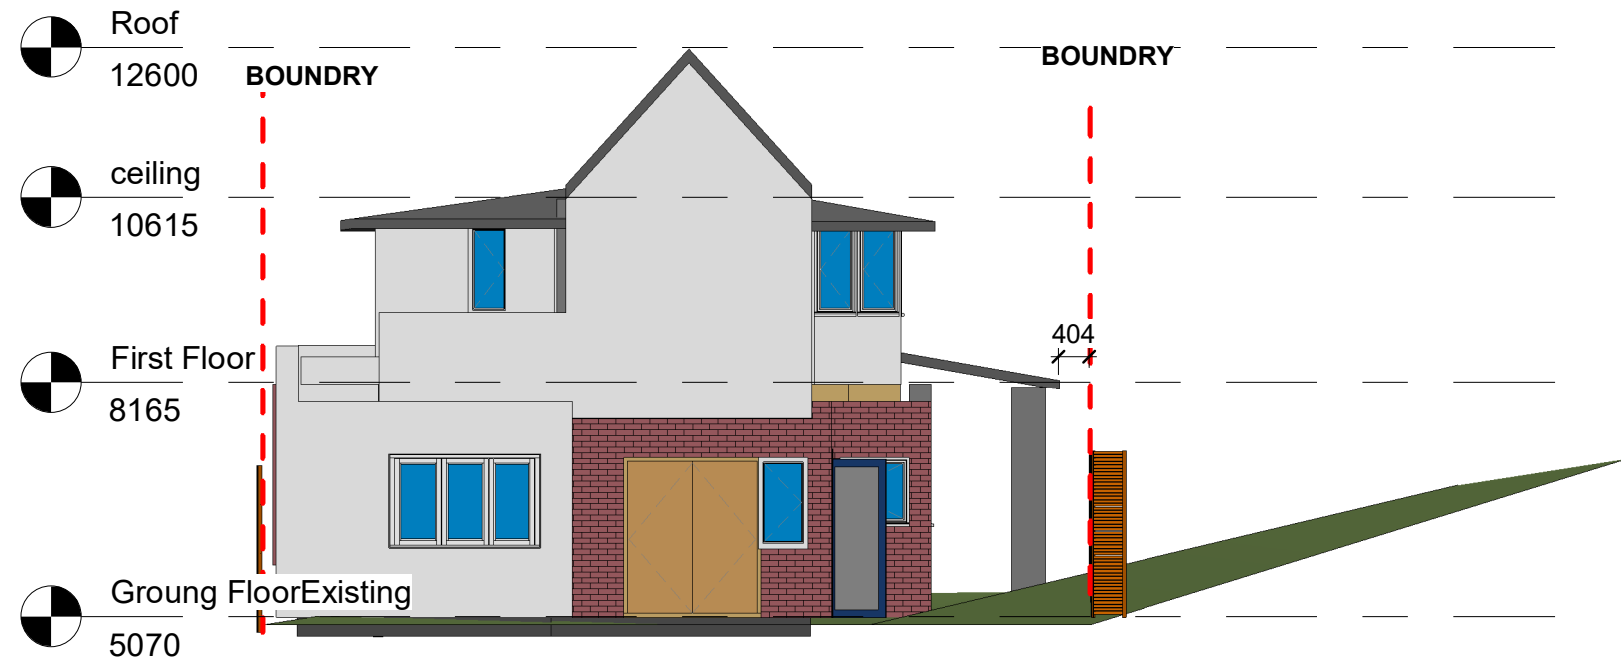 Roof
12600
BOUNDRY
BOUNDRY
ceiling
10615
404
First Floor
8165
Groung FloorExisting
5070